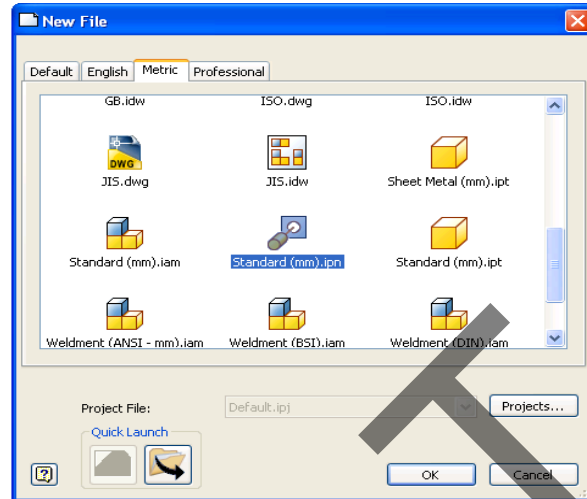 New File
Default English Metric Professional
GB.idw ISO.dwg ISO.idw
DWG
JIS.dwg JIS.idw Sheet Metal (mm).ipt
Standard (mm).iam Standard (mm).ipn Standard (mm).ipt
Weldment (ANSI - mm).iam Weldment (BSI).iam Weldment (DIN).iam
Project File: Default.ipj Projects...
Quick Launch
OK Cancel